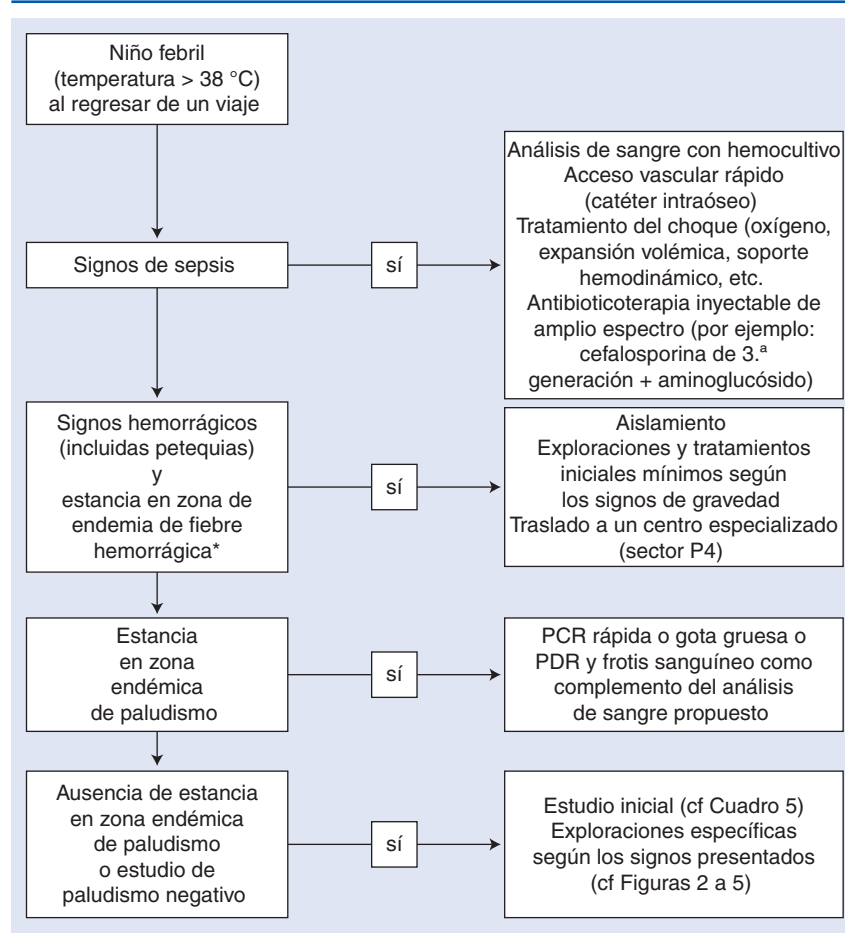 Niño febril
(temperatura > 38 °C)
al regresar de un viaje
Signos de sepsis
sí
Análisis de sangre con hemocultivo
Acceso vascular rápido
(catéter intraóseo)
Tratamiento del choque (oxígeno,
expansión volémica, soporte
hemodinámico, etc.
Antibioticoterapia inyectable de
amplio espectro (por ejemplo:
cefalosporina de 3.ª
generación + aminoglucósido)
Signos hemorrágicos
(incluidas petequias)
y
estancia en zona de
endemia de fiebre
hemorrágica*
sí
Aislamiento
Exploraciones y tratamientos
iniciales mínimos según
los signos de gravedad
Traslado a un centro especializado
(sector P4)
Estancia
en zona
endémica
de paludismo
sí
PCR rápida o gota gruesa o
PDR y frotis sanguíneo como
complemento del análisis
de sangre propuesto
Ausencia de estancia
en zona endémica
de paludismo
o estudio de
paludismo negativo
sí
Estudio inicial (cf Cuadro 5)
Exploraciones específicas
según los signos presentados
(cf Figuras 2 a 5)